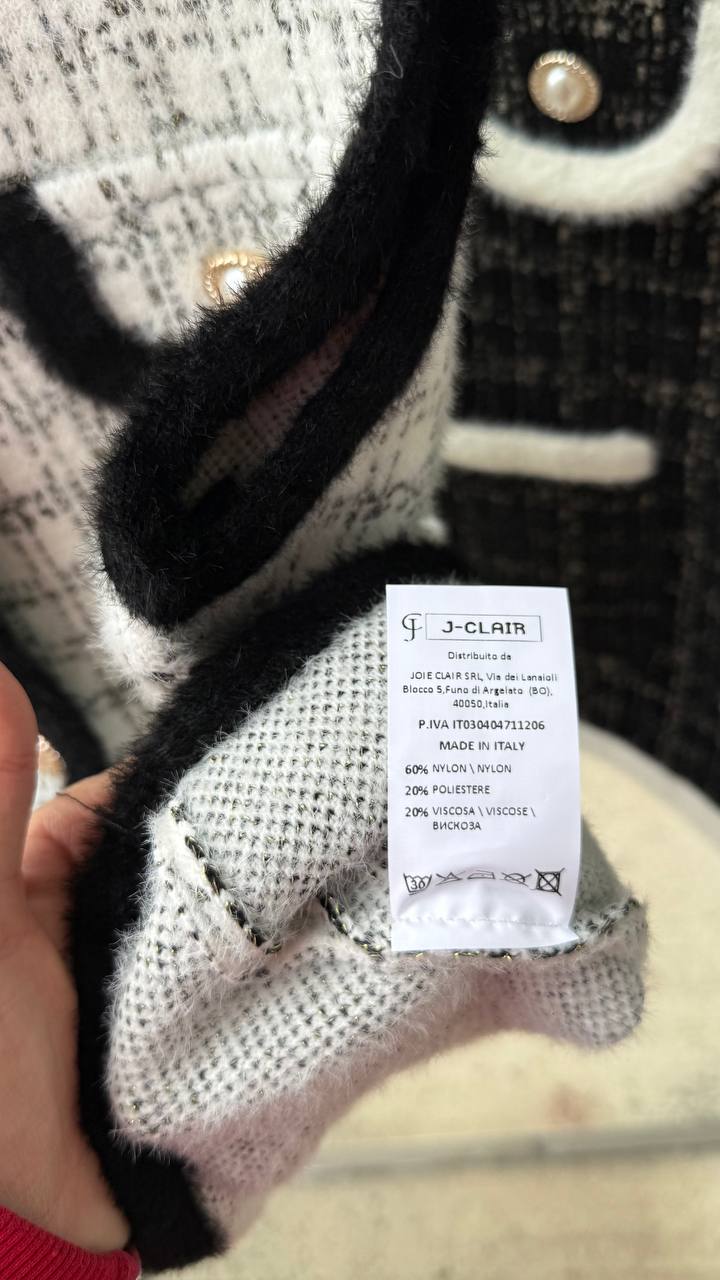 J-CLAIR
Distribuito da
JOIE CLAIR SRL, Via dei Lanaioli
Blocco 5,Funo di Argelato (BO),
40050,Italia
P.IVA IT030404711206
MADE IN ITALY
60% NYLON \ NYLON
20% POLIESTERE
20% VISCOSA \ VISCOSE \
ВИСКОЗА
30